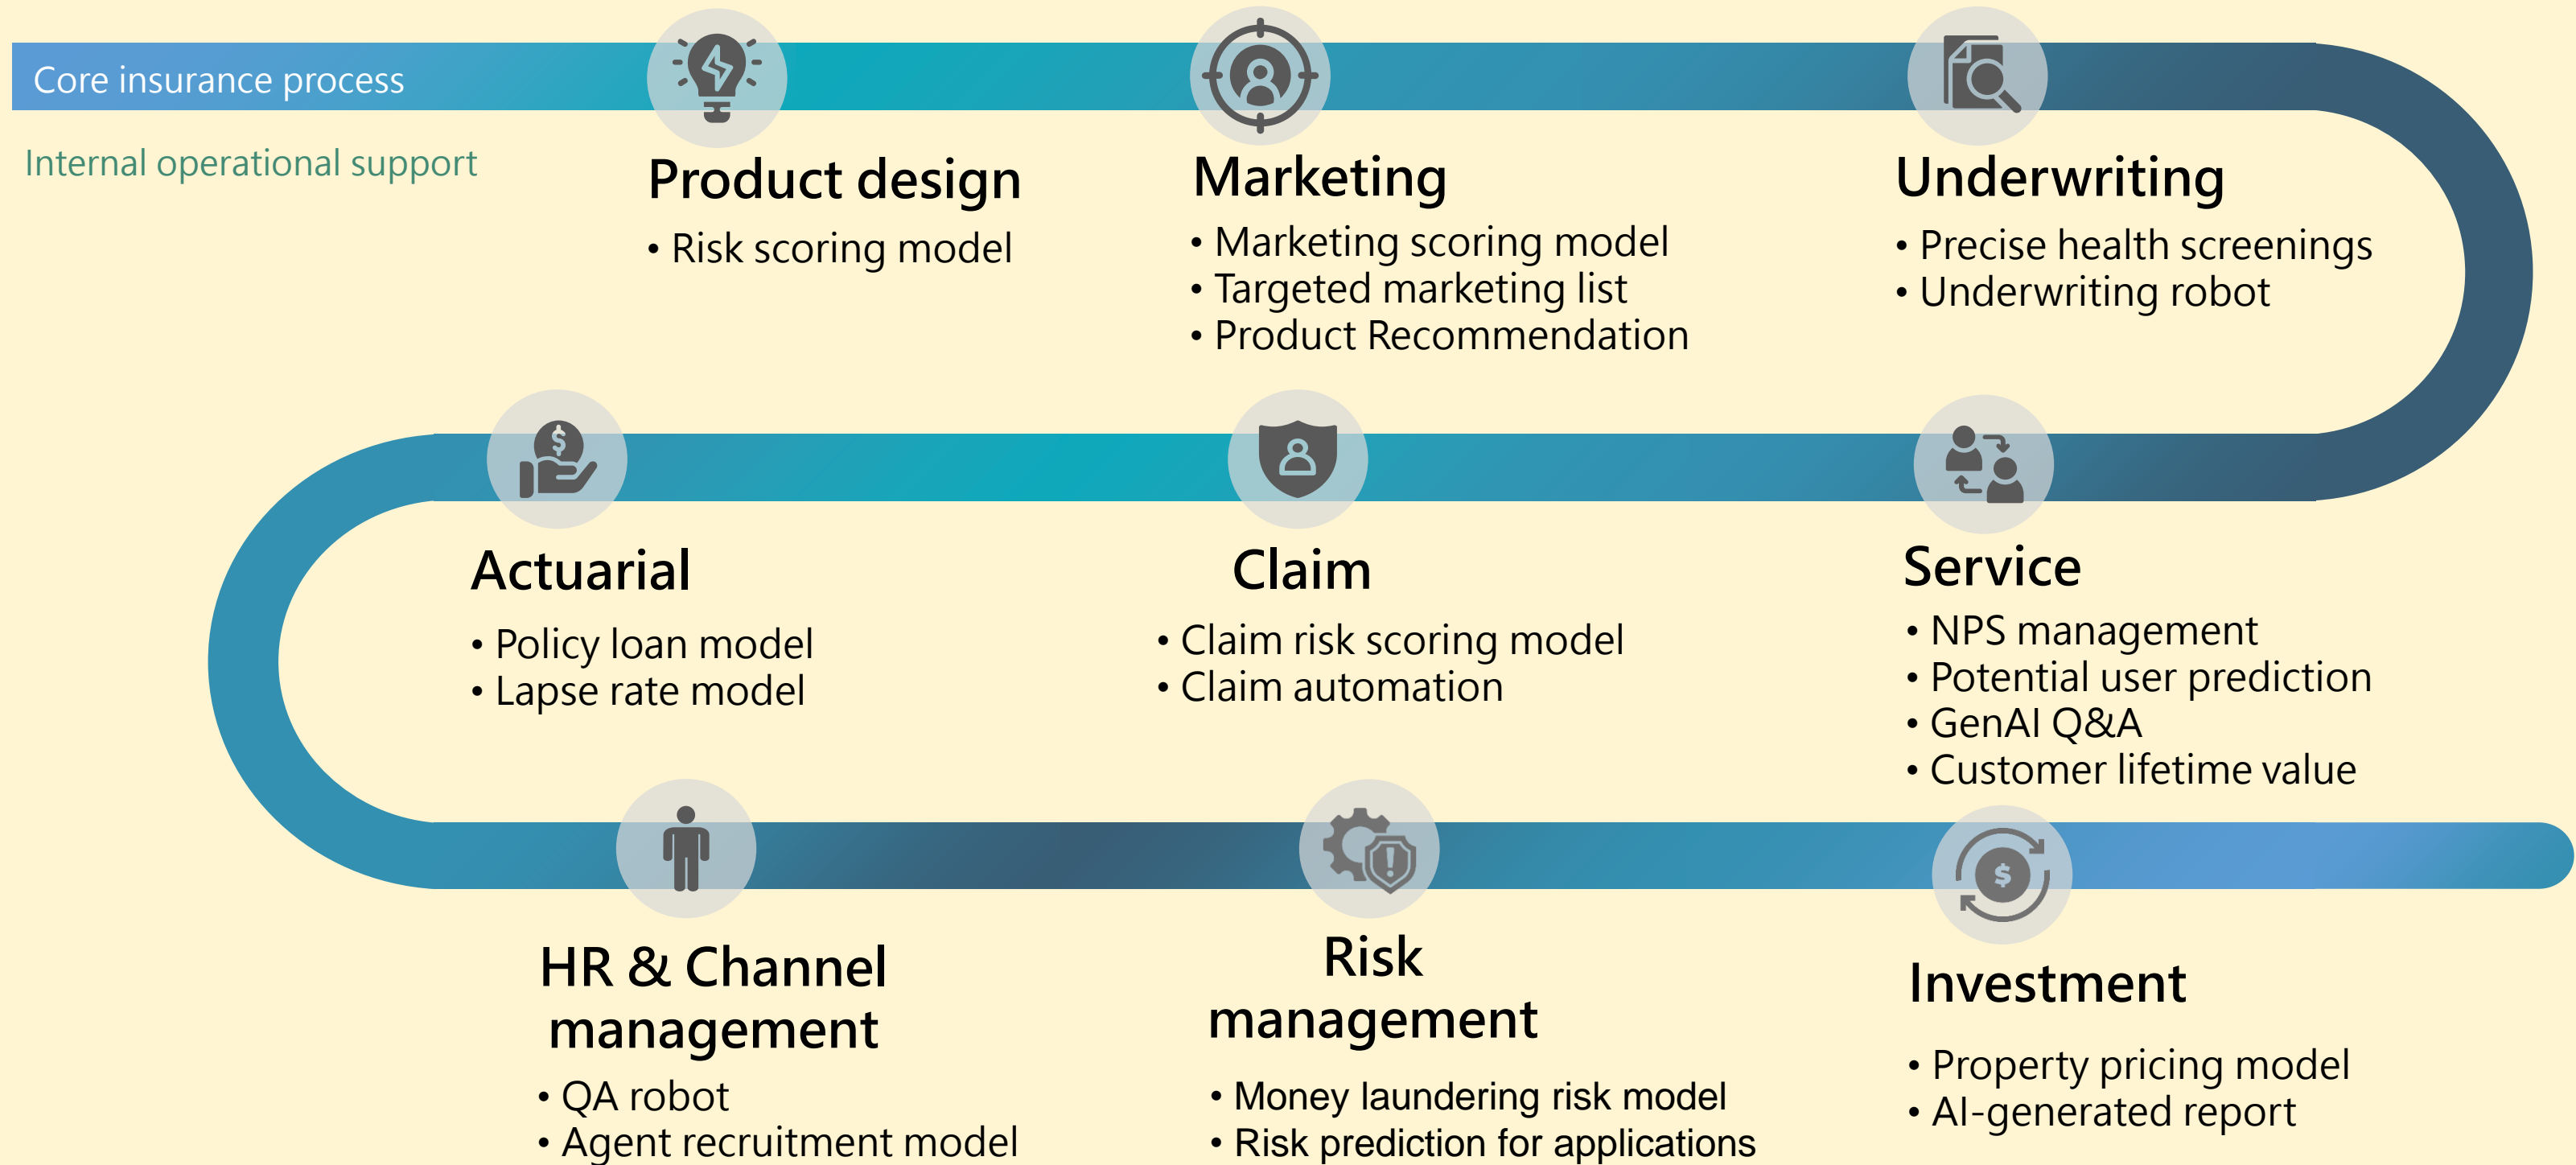 Core insurance process
Internal operational support
Product design
• Risk scoring model
Marketing
• Marketing scoring model
• Targeted marketing list
• Product Recommendation
Underwriting
• Precise health screenings
• Underwriting robot
Actuarial
• Policy loan model
• Lapse rate model
Claim
• Claim risk scoring model
• Claim automation
Service
• NPS management
• Potential user prediction
• GenAI Q&A
• Customer lifetime value
HR & Channel
management
• QA robot
• Agent recruitment model
Risk
management
• Money laundering risk model
• Risk prediction for applications
Investment
• Property pricing model
• AI-generated report